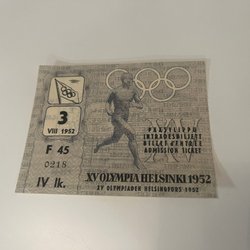 3
VIII 1952
F 45
0218
IV lk.
PÄÄSYLIPPU
INTRÄDESBILJETT
BILLET d'ENTRÉE
ADMISSION TICKET
XV OLYMPIA HELSINKI 1952
XV OLYMPIADEN HELSINGFORS 1952